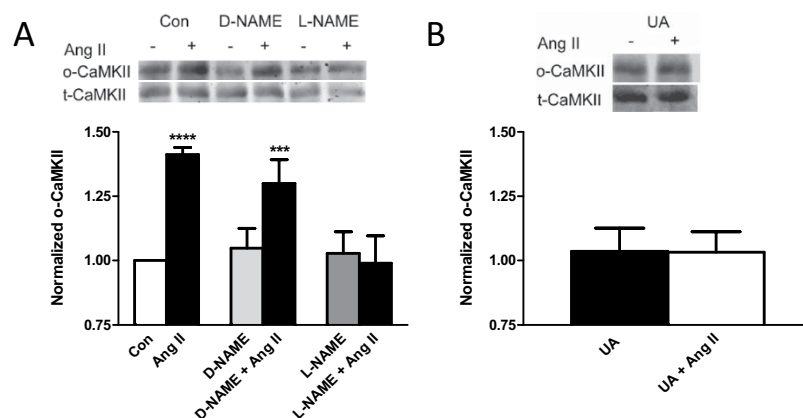 A
Con D-NAME L-NAME
Ang II - + - + - +
o-CaMKII
t-CaMKII
Normalized o-CaMKII
1.50
1.25
1.00
0.75
****
***
Con
Ang II
D-NAME
D-NAME + Ang II
L-NAME
L-NAME + Ang II
B
UA
Ang II - +
o-CaMKII
t-CaMKII
Normalized o-CaMKII
1.50
1.25
1.00
0.75
UA
UA + Ang II